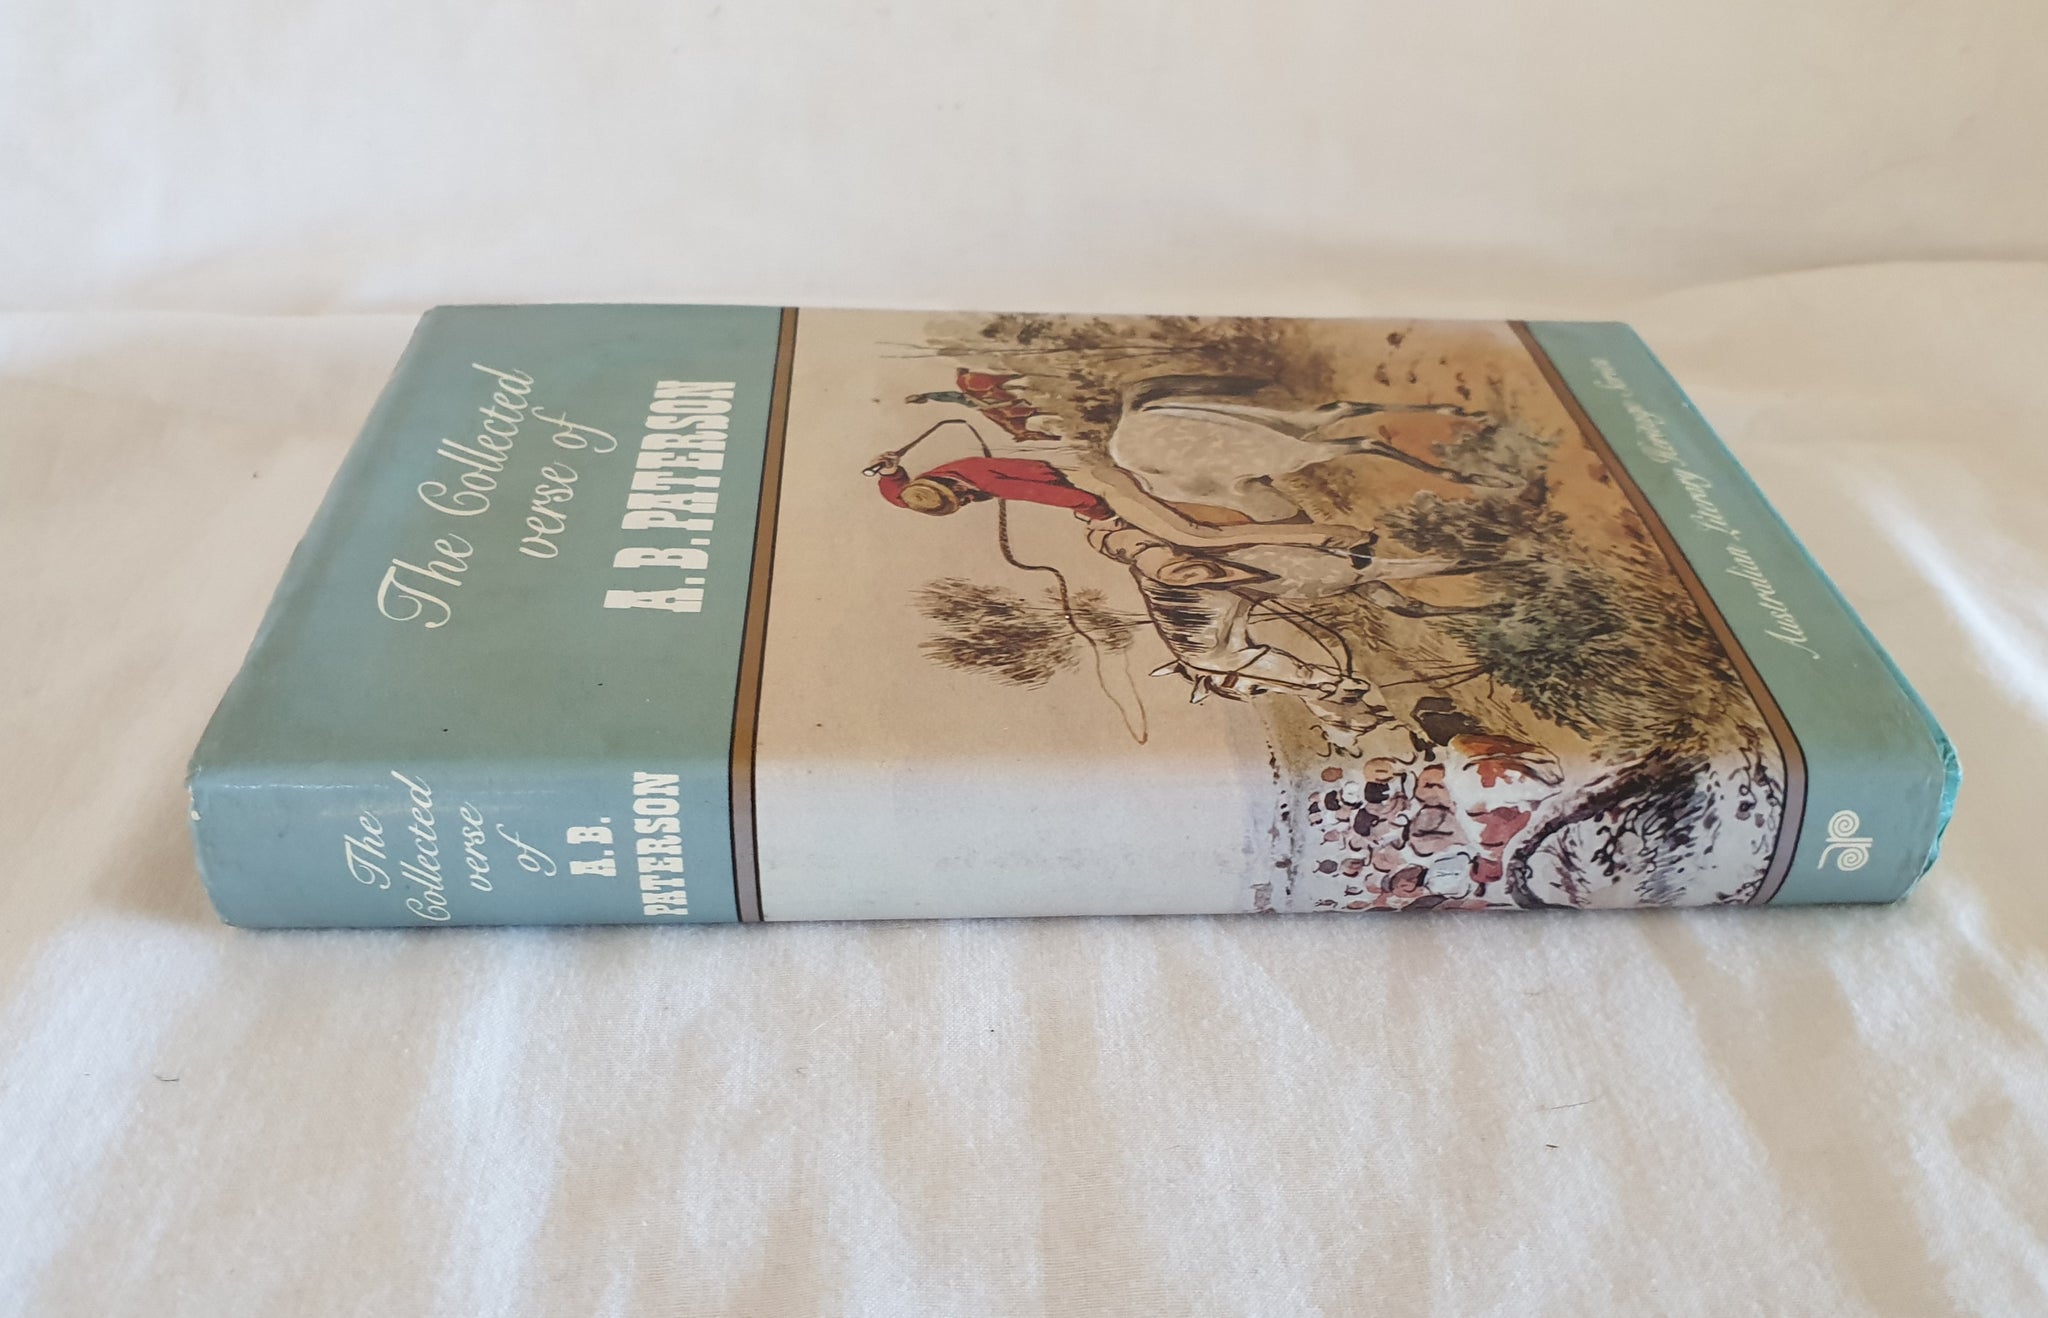 The Collected
verse of
A.B. PATERSON
Australian Literary Heritage Series
The
Collected
verse
of
A.B.
PATERSON